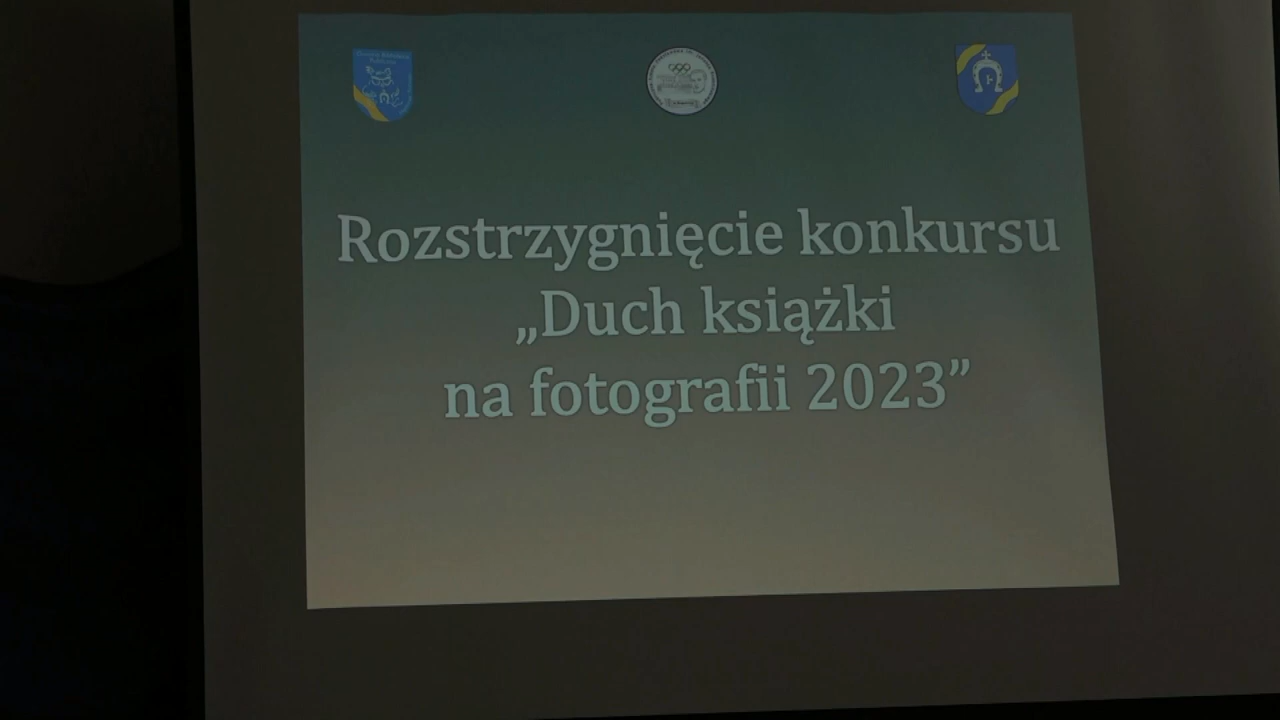 Rozstrzygnięcie konkursu
„Duch książki
na fotografii 2023”